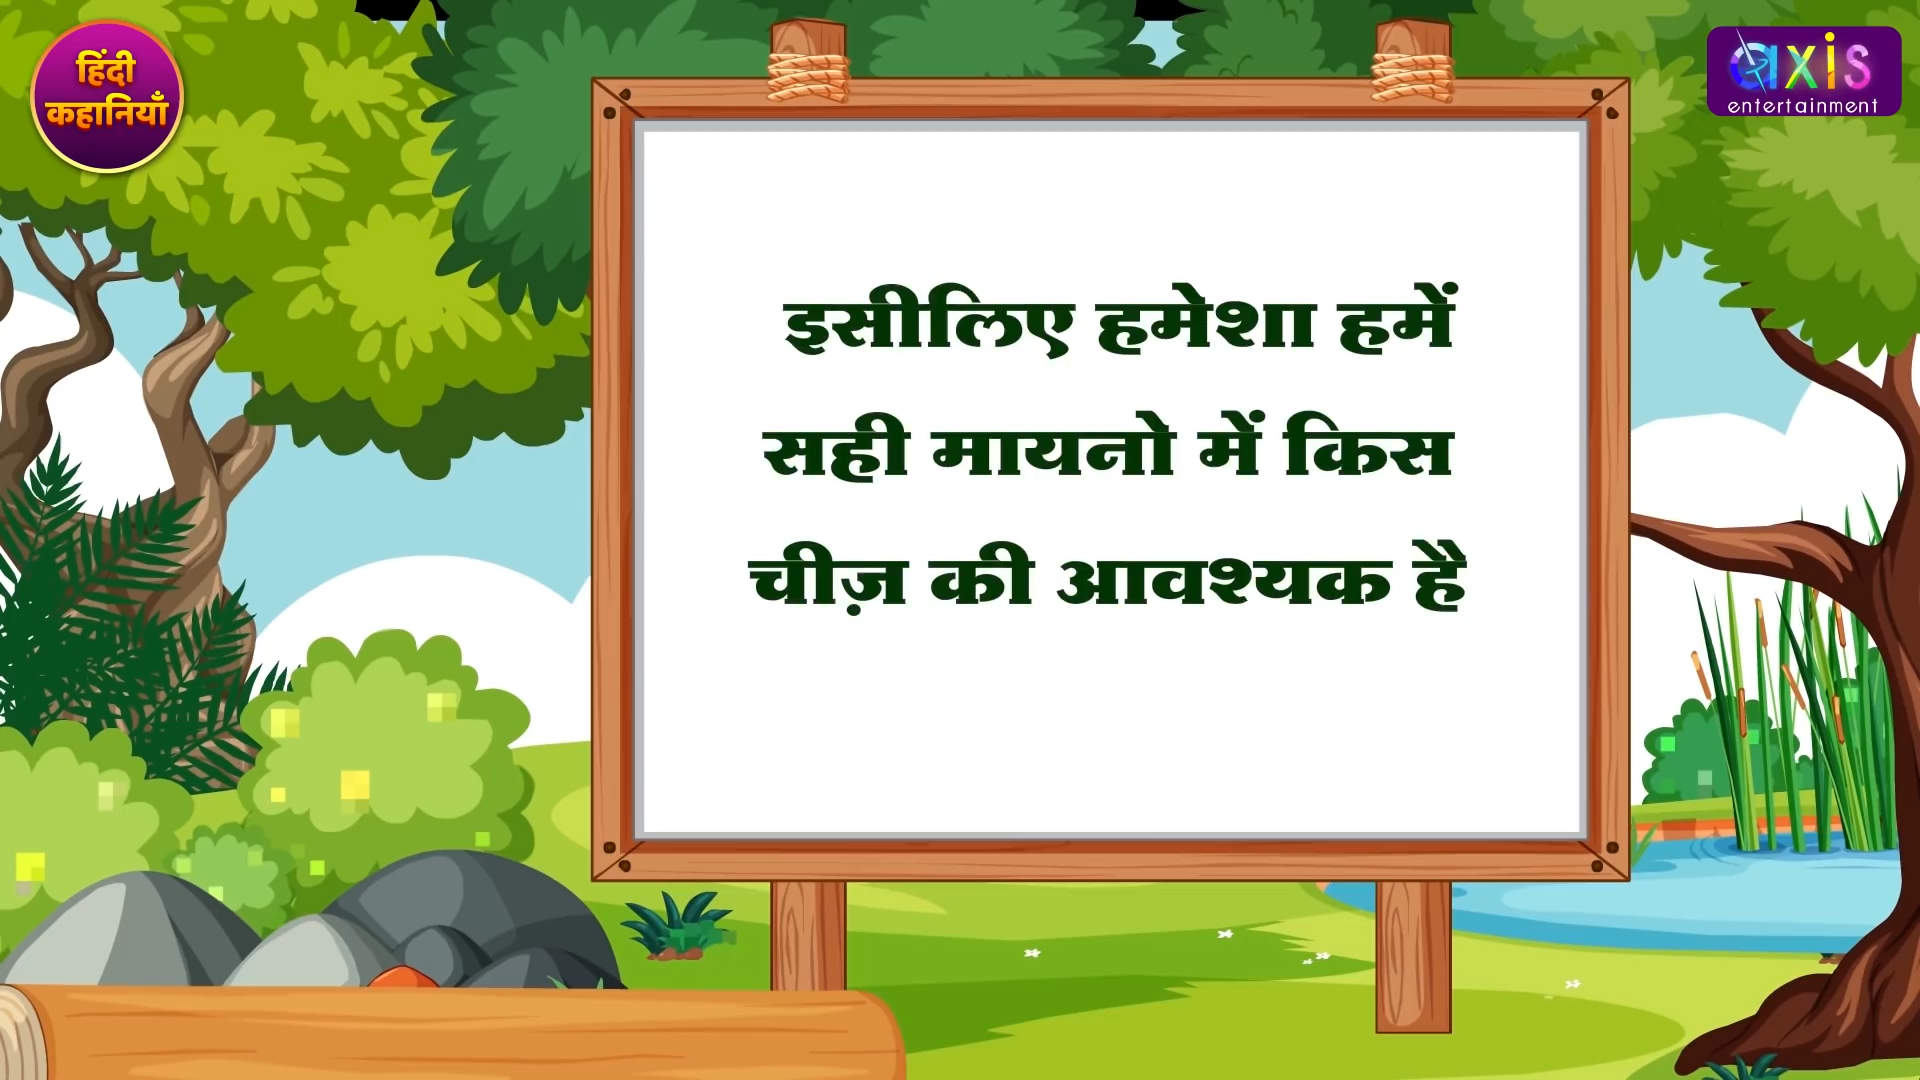 हिंदी
कहानियाँ
axis
entertainment
इसीलिए हमेशा हमें
सही मायनो में किस
चीज़ की आवश्यक है